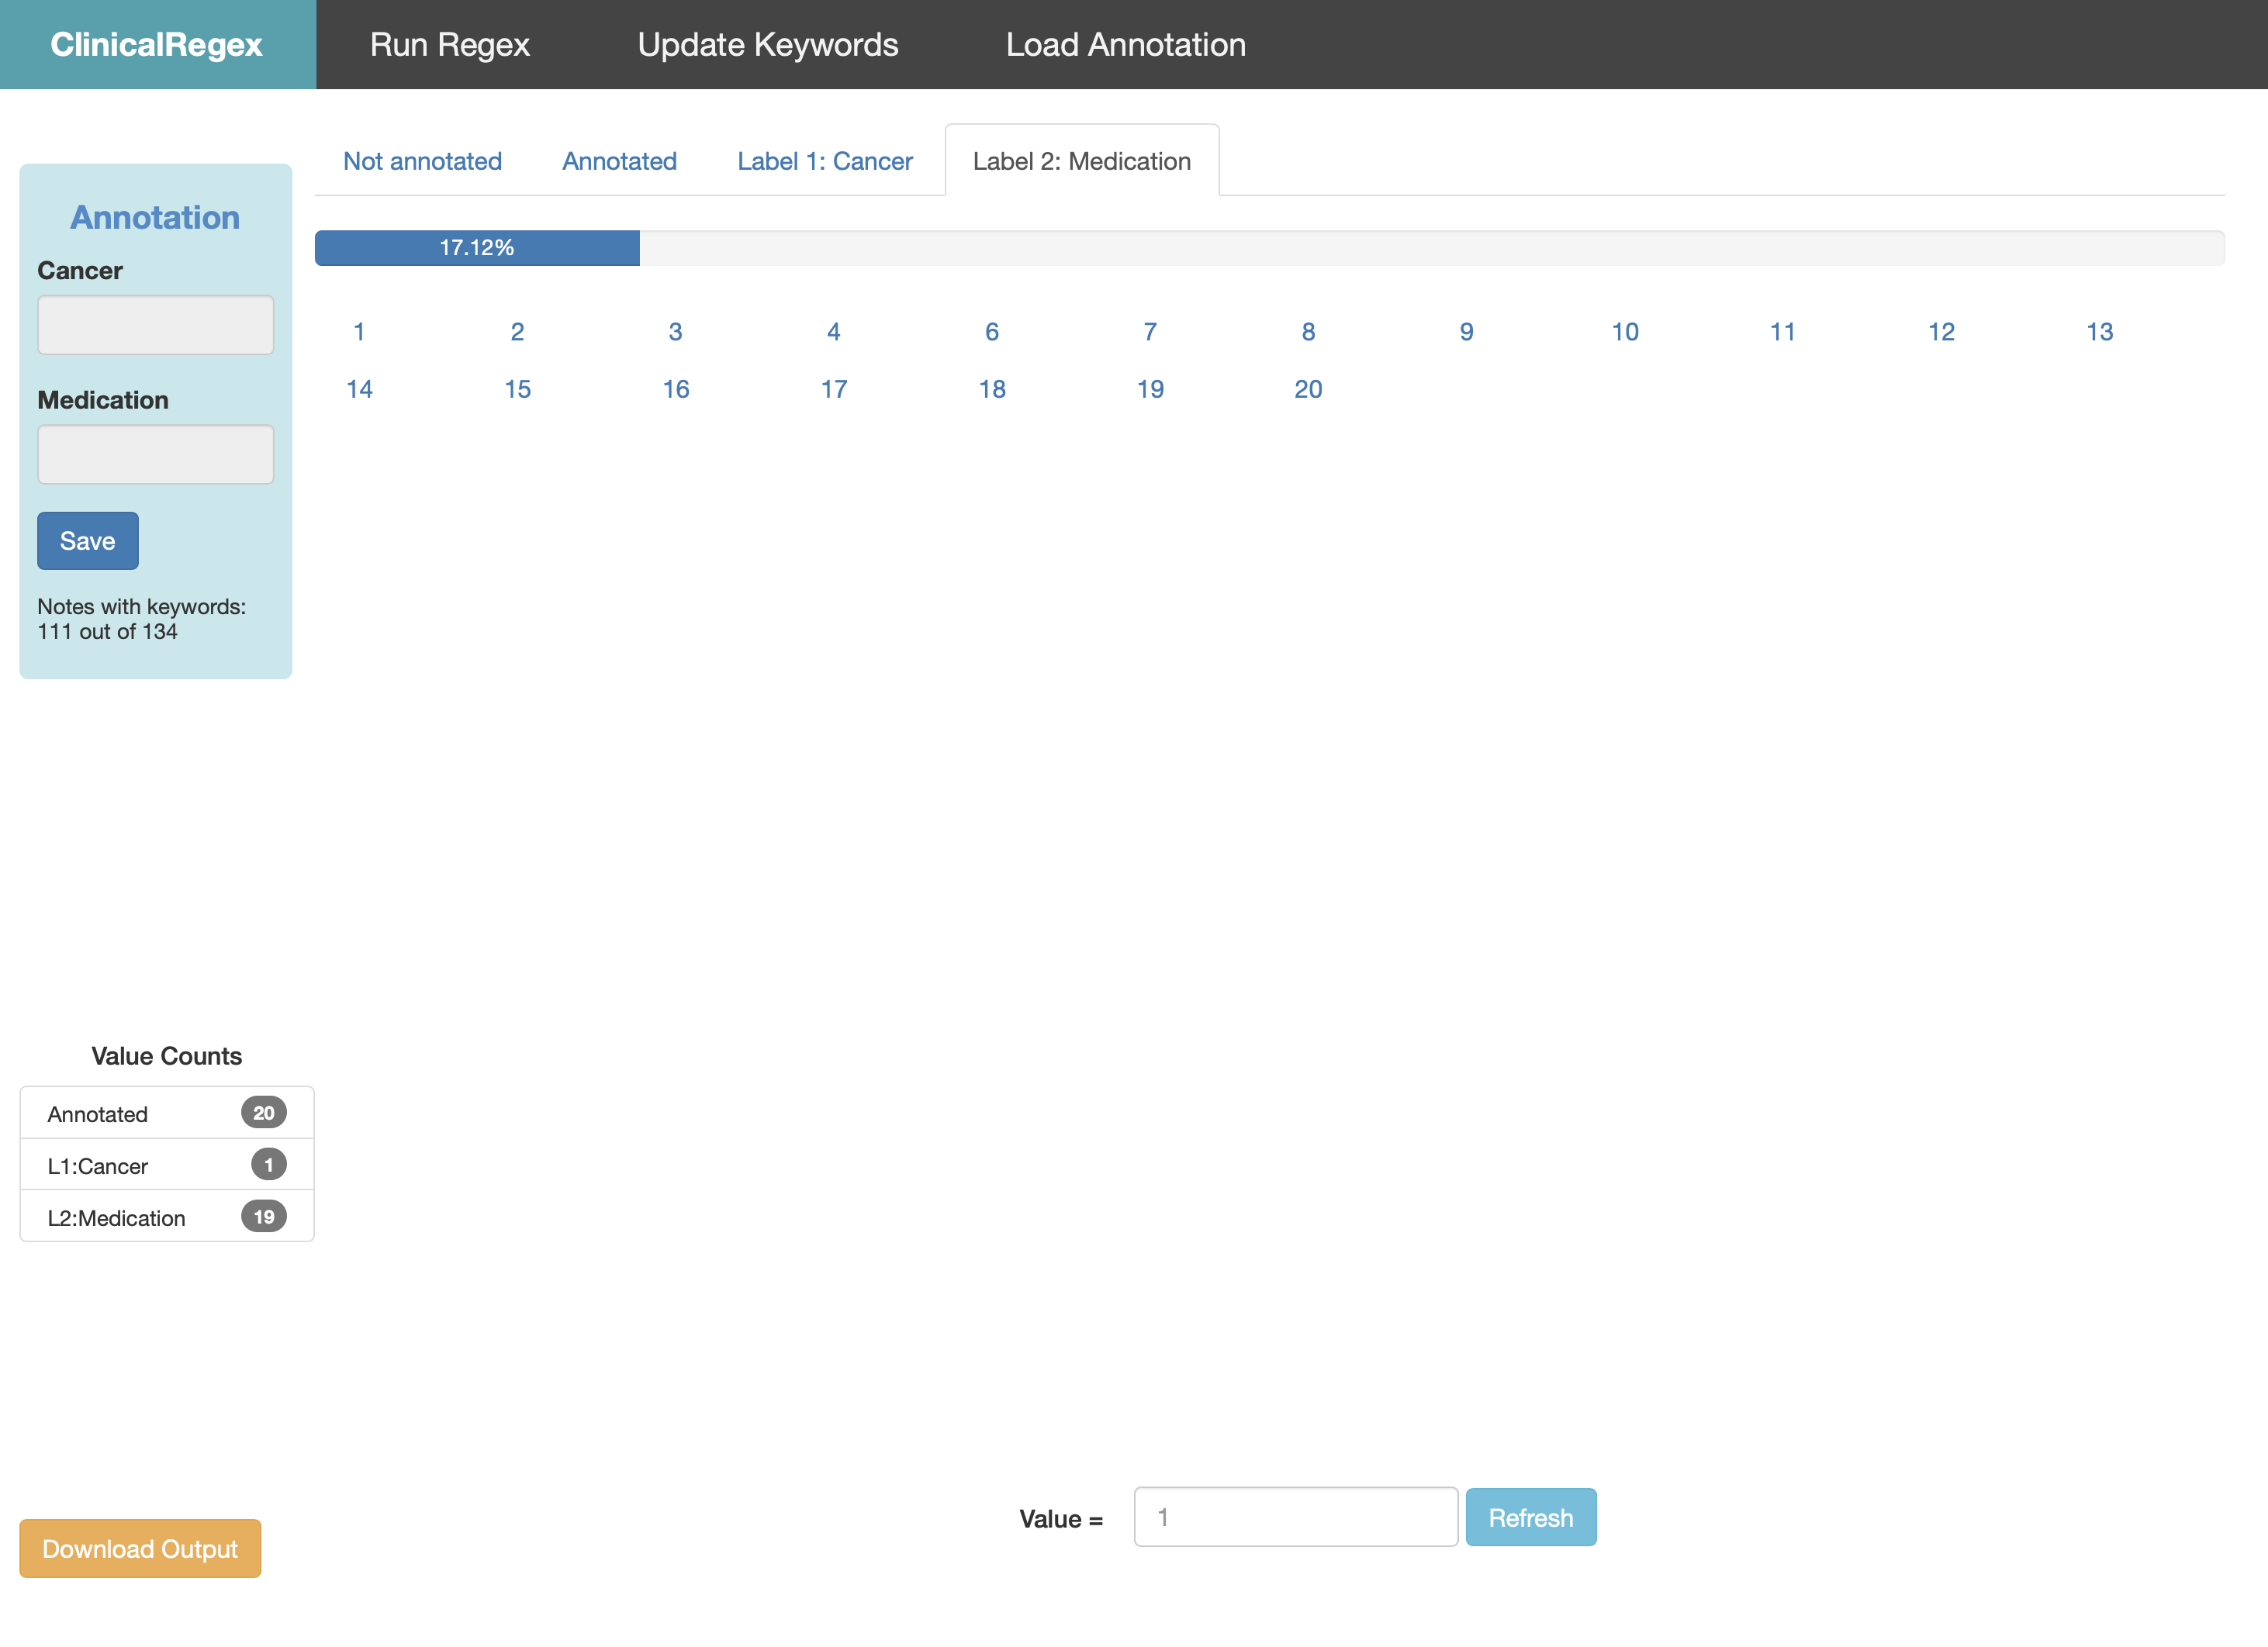 ClinicalRegex Run Regex Update Keywords Load Annotation
Not annotated Annotated Label 1: Cancer Label 2: Medication
Annotation
Cancer
Medication
Save
Notes with keywords:
111 out of 134
17.12%
1 2 3 4 6 7 8 9 10 11 12 13
14 15 16 17 18 19 20
Value Counts
Annotated 20
L1:Cancer 1
L2:Medication 19
Download Output
Value = 1 Refresh